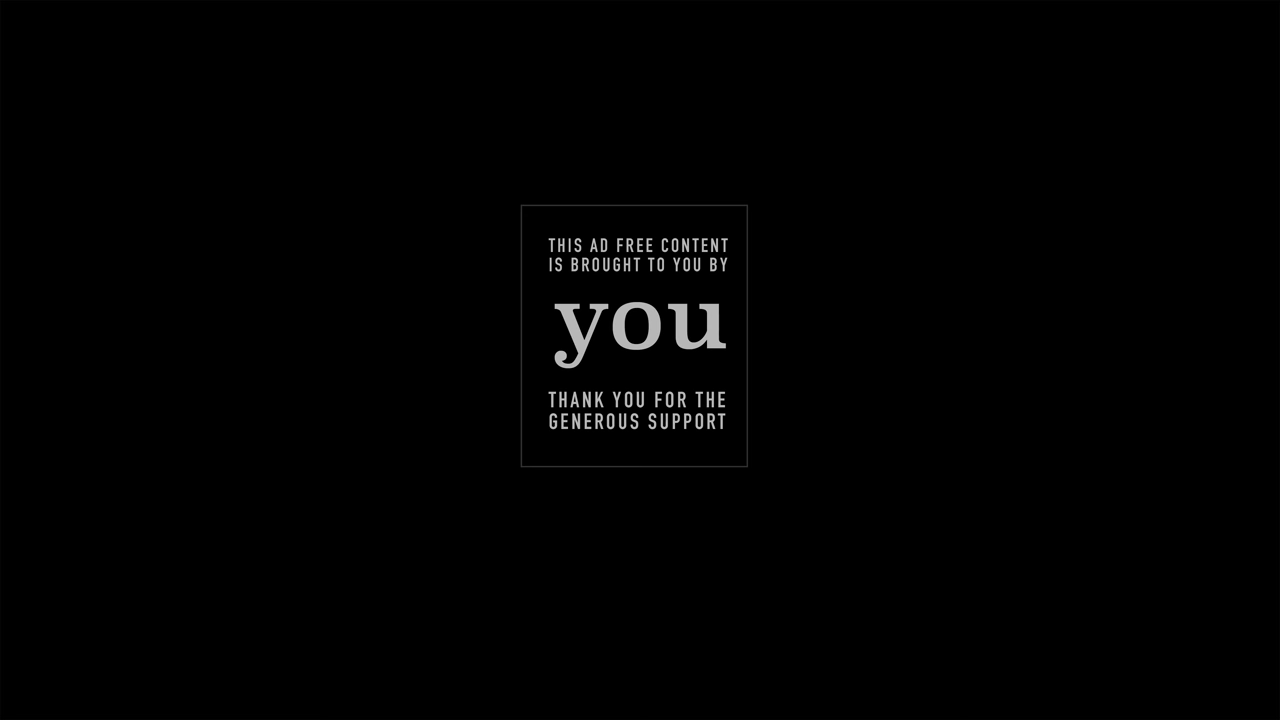 THIS AD FREE CONTENT
IS BROUGHT TO YOU BY
you
THANK YOU FOR THE
GENEROUS SUPPORT